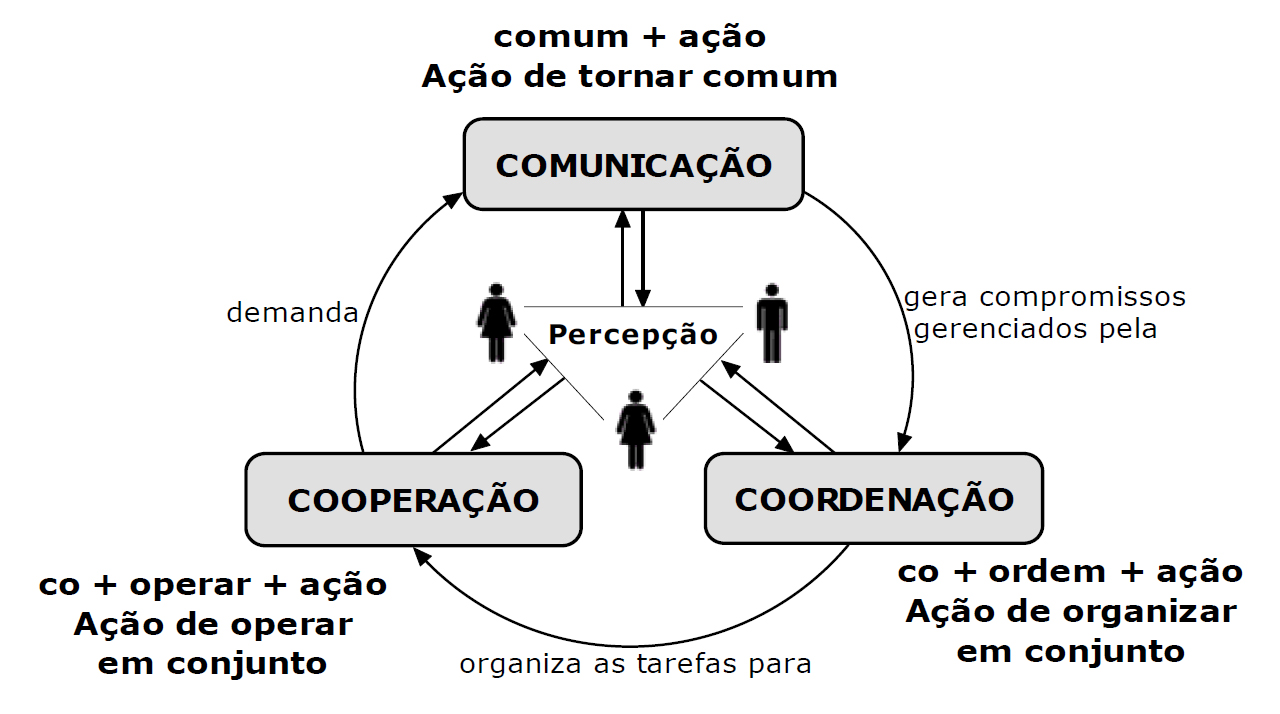 comum + ação
Ação de tornar comum
COMUNICAÇÃO
demanda
gera compromissos
gerenciados pela
Percepção
COOPERAÇÃO
COORDENAÇÃO
co + operar + ação
Ação de operar
em conjunto
co + ordem + ação
Ação de organizar
em conjunto
organiza as tarefas para